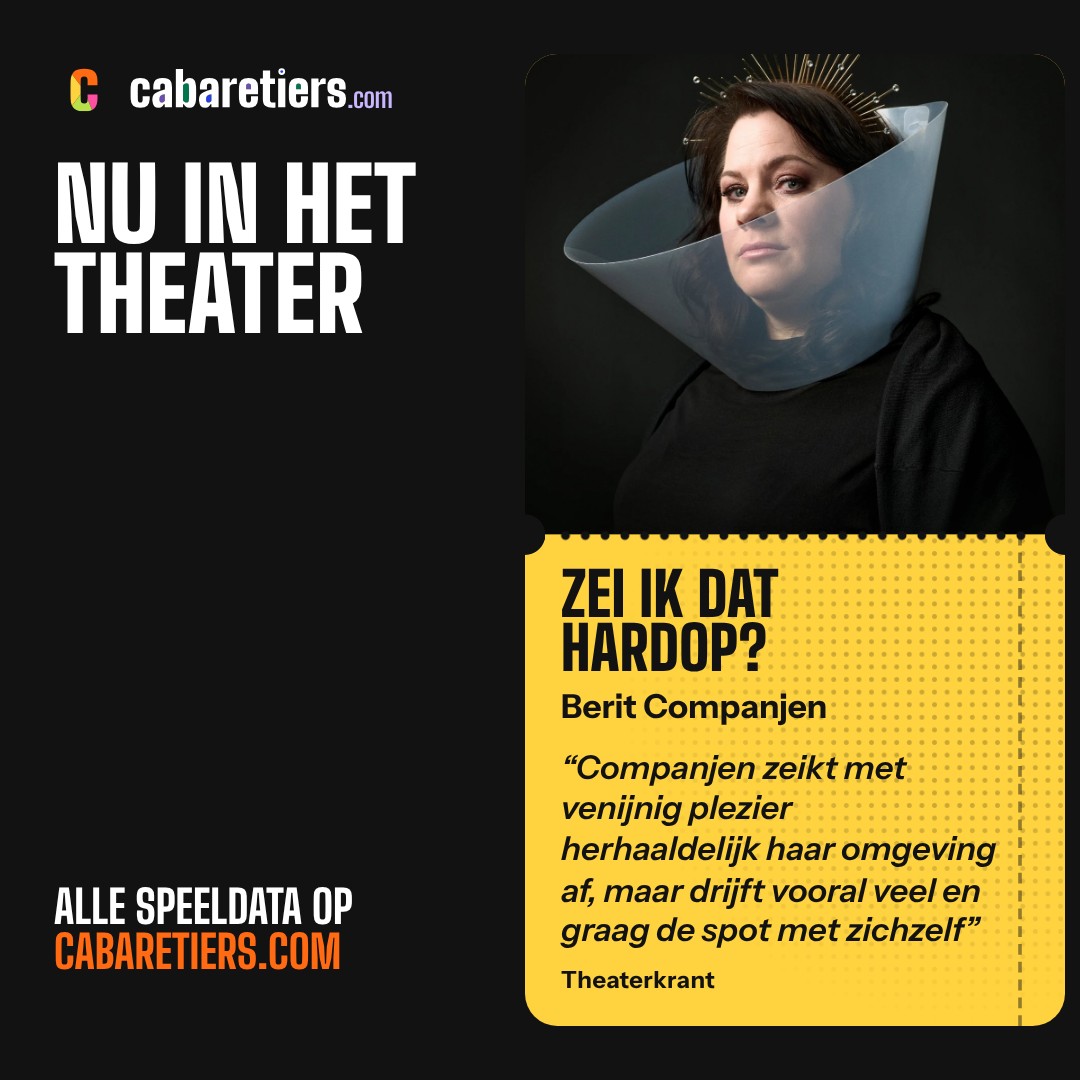 cabaretiers.com
NU IN HET
THEATER
ZEI IK DAT
HARDOP?
Berit Companjen
“Companjen zeikt met
venijnig plezier
herhaaldelijk haar omgeving
af, maar drijft vooral veel en
graag de spot met zichzelf”
Theaterkrant
ALLE SPEELDATA OP
CABARETIERS.COM